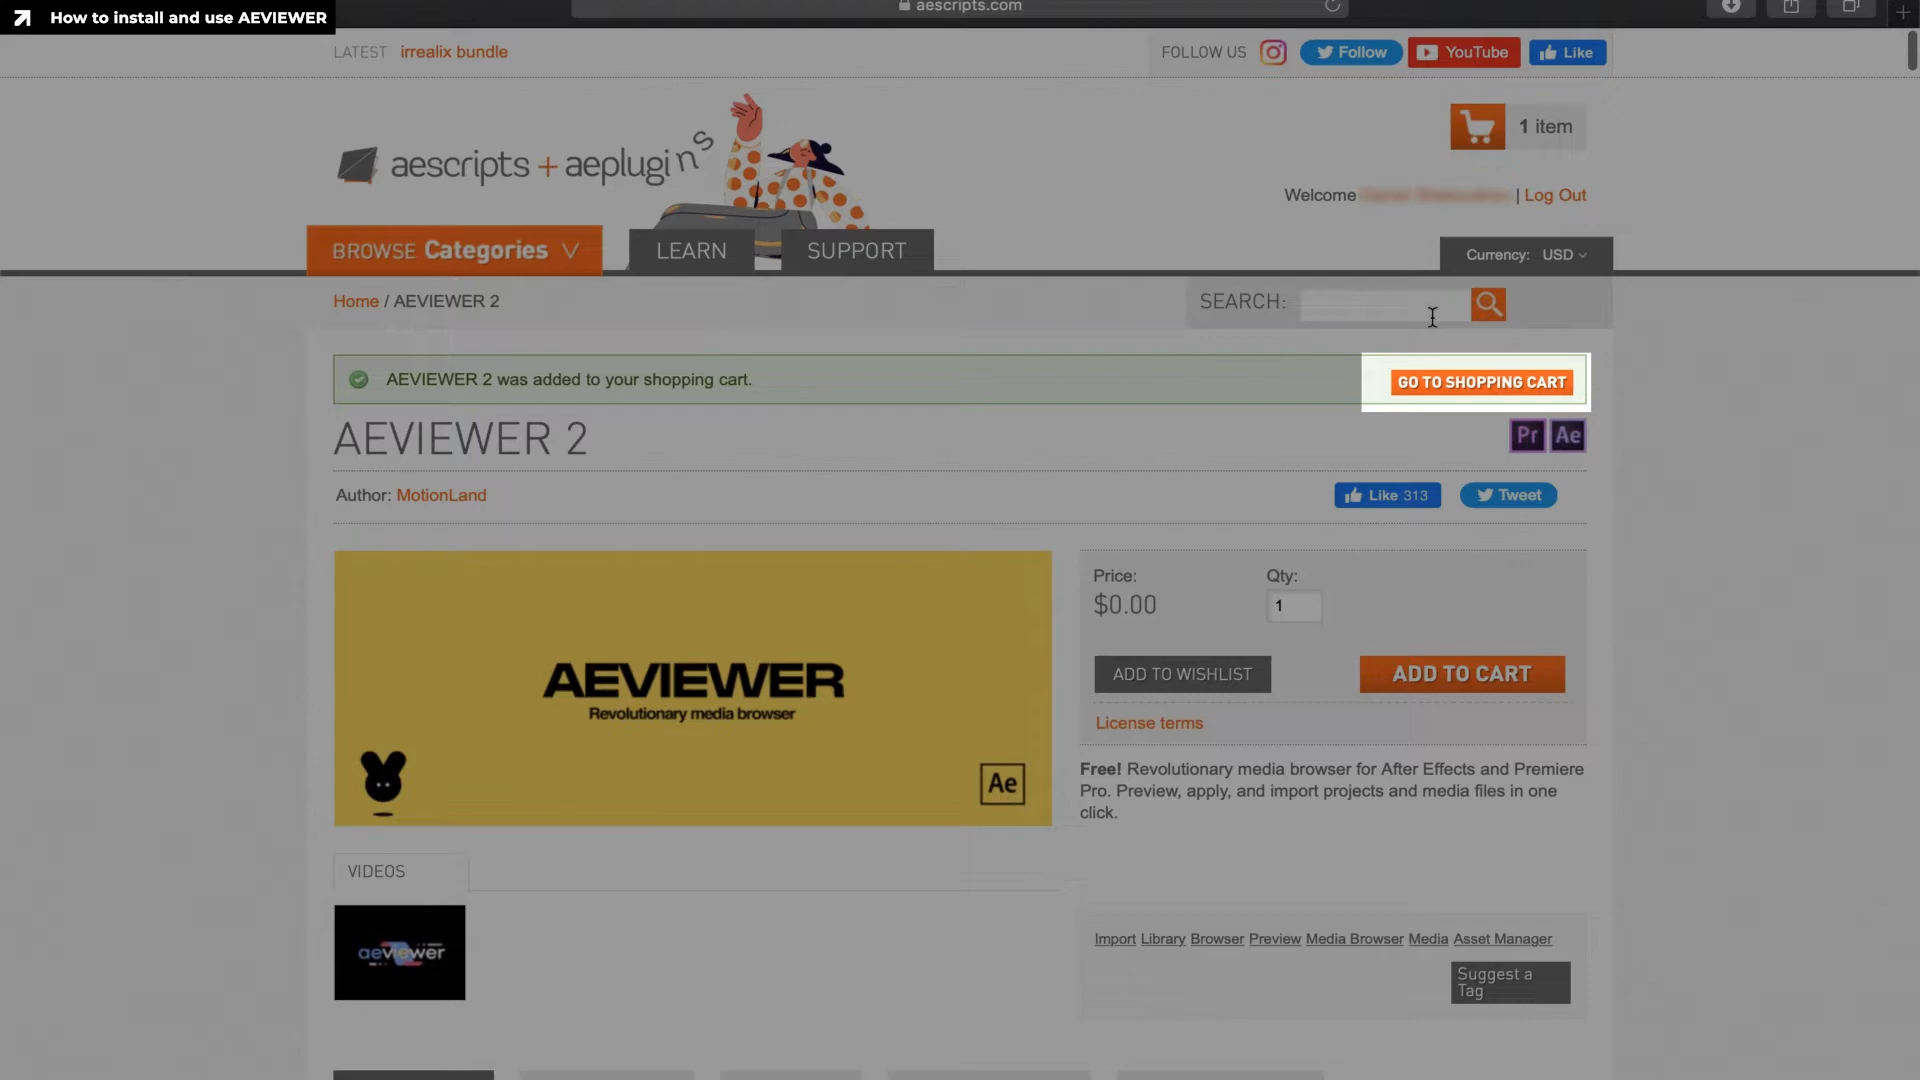 How to install and use AEVIEWER
aescripts.com
LATEST irrealix bundle
FOLLOW US Follow YouTube Like
aescripts + aeplugins
1 item
Welcome | Log Out
BROWSE Categories LEARN SUPPORT
Currency: USD
Home / AEVIEWER 2
SEARCH:
AEVIEWER 2 was added to your shopping cart.
GO TO SHOPPING CART
AEVIEWER 2
Pr Ae
Author: MotionLand
Like 313 Tweet
AEVIEWER
Revolutionary media browser
Ae
Price: Qty:
$0.00 1
ADD TO WISHLIST ADD TO CART
License terms
Free! Revolutionary media browser for After Effects and Premiere
Pro. Preview, apply, and import projects and media files in one
click.
VIDEOS
aeviewer
Import Library Browser Preview Media Browser Media Asset Manager
Suggest a
Tag